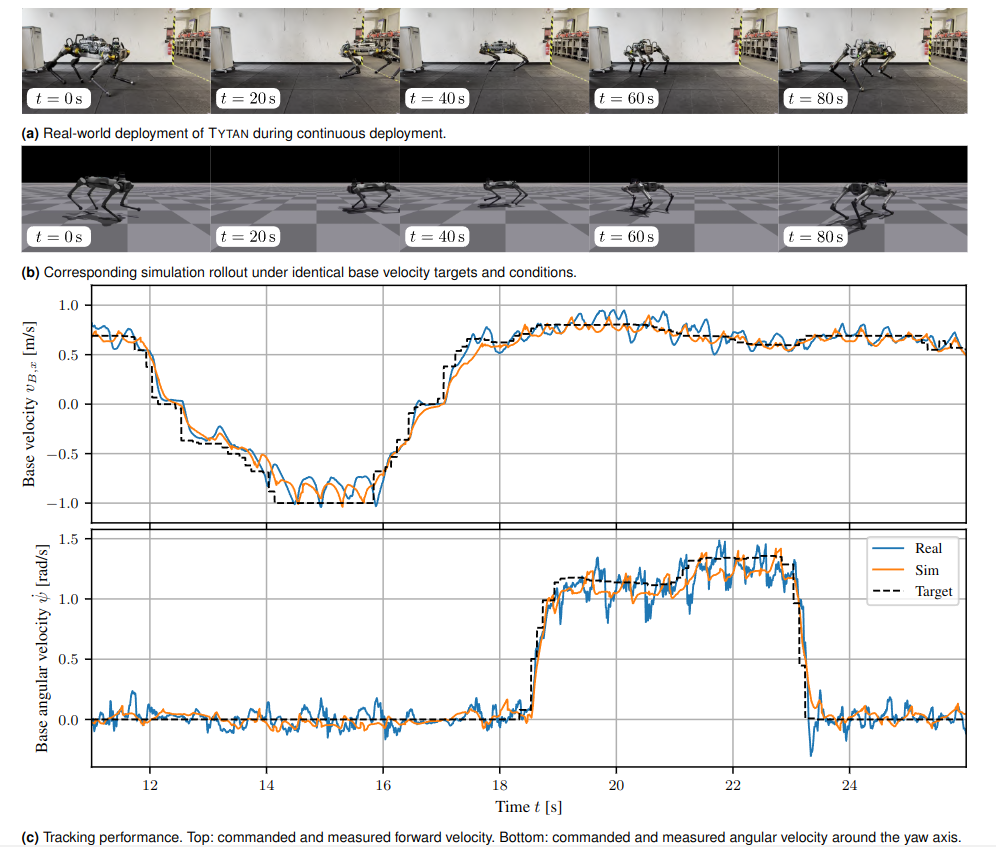 t = 0 s
t = 20 s
t = 40 s
t = 60 s
t = 80 s
(a) Real-world deployment of TYTAN during continuous deployment.
t = 0 s
t = 20 s
t = 40 s
t = 60 s
t = 80 s
(b) Corresponding simulation rollout under identical base velocity targets and conditions.
Base velocity v_{B,x} [m/s]
1.0
0.5
0.0
−0.5
−1.0
Base angular velocity ψ̇ [rad/s]
1.5
1.0
0.5
0.0
Real
Sim
Target
12 14 16 18 20 22 24
Time t [s]
(c) Tracking performance. Top: commanded and measured forward velocity. Bottom: commanded and measured angular velocity around the yaw axis.